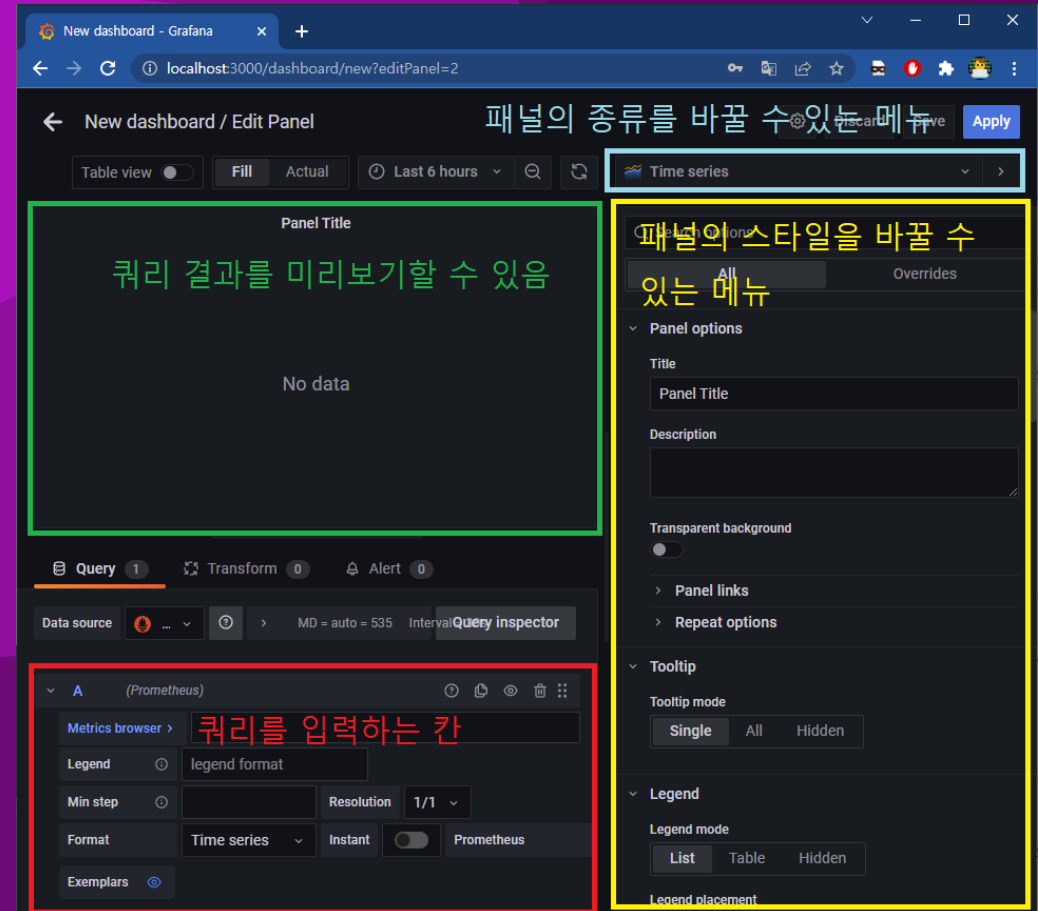 New dashboard - Grafana
localhost:3000/dashboard/new?editPanel=2
New dashboard / Edit Panel
패널의 종류를 바꿀 수 있는 메뉴
Discard Save Apply
Table view Fill Actual Last 6 hours
Time series
Panel Title
쿼리 결과를 미리보기할 수 있음
No data
Search options
패널의 스타일을 바꿀 수
있는 메뉴
All Overrides
Panel options
Title
Panel Title
Description
Transparent background
Panel links
Repeat options
Tooltip
Tooltip mode
Single All Hidden
Legend
Legend mode
List Table Hidden
Legend placement
Query 1 Transform 0 Alert 0
Data source ... MD = auto = 535 Interval Query inspector
A (Prometheus)
Metrics browser > 쿼리를 입력하는 칸
Legend legend format
Min step Resolution 1/1
Format Time series Instant Prometheus
Exemplars